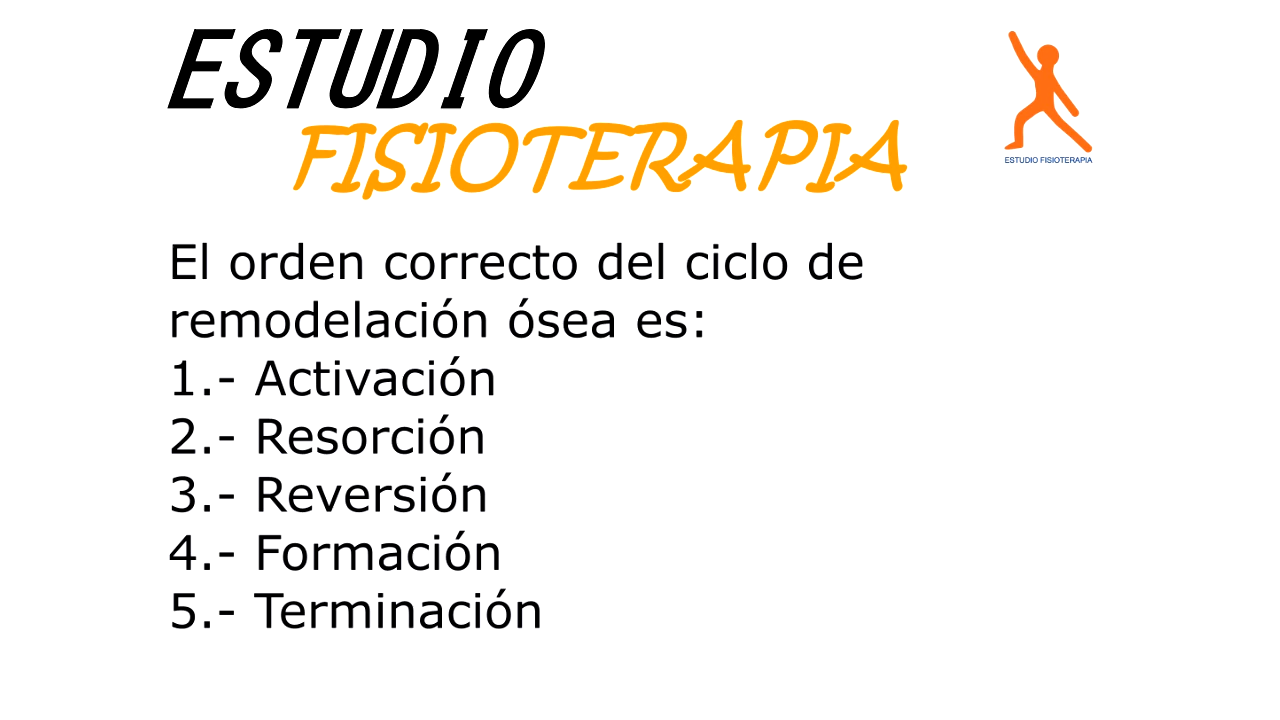 ESTUDIO
FISIOTERAPIA
ESTUDIO FISIOTERAPIA
El orden correcto del ciclo de
remodelación ósea es:
1.- Activación
2.- Resorción
3.- Reversión
4.- Formación
5.- Terminación